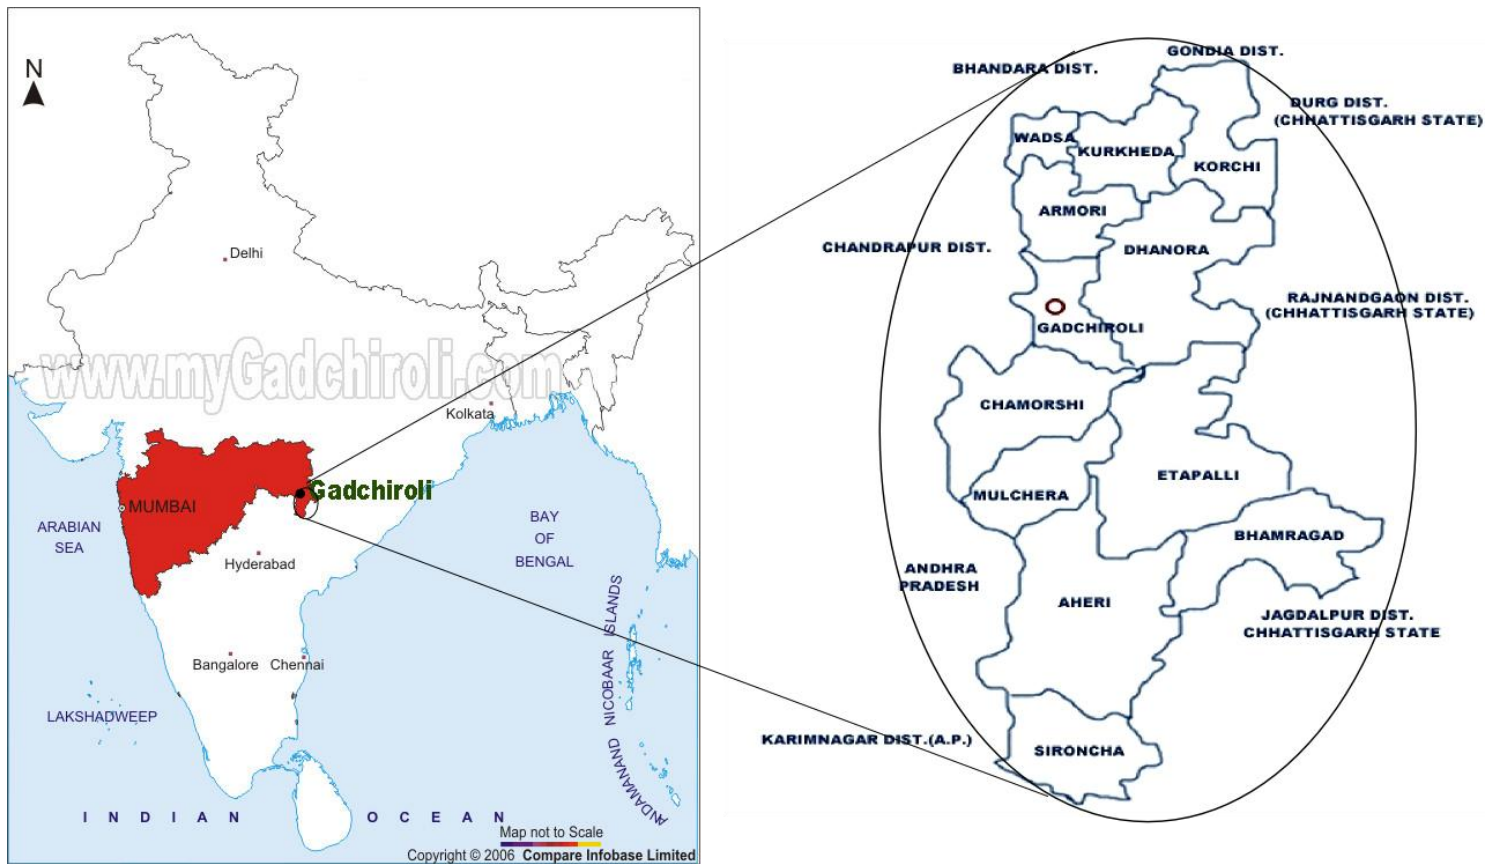 N
Delhi
www.myGadchiroli.com
Kolkata
Gadchiroli
MUMBAI
ARABIAN
SEA
BAY
OF
BENGAL
Hyderabad
Bangalore Chennai
LAKSHADWEEP
ANDAMANAND NICOBAAR ISLANDS
INDIAN OCEAN
Map not to Scale
Copyright © 2006 Compare Infobase Limited
GONDIA DIST.
BHANDARA DIST.
DURG DIST.
(CHHATTISGARH STATE)
WADSA
KURKHEDA
KORCHI
ARMORI
CHANDRAPUR DIST.
DHANORA
RAJNANDGAON DIST.
(CHHATTISGARH STATE)
GADCHIROLI
CHAMORSHI
ETAPALLI
MULCHERA
BHAMRAGAD
ANDHRA
PRADESH
AHERI
JAGDALPUR DIST.
CHHATTISGARH STATE
KARIMNAGAR DIST.(A.P.)
SIRONCHA